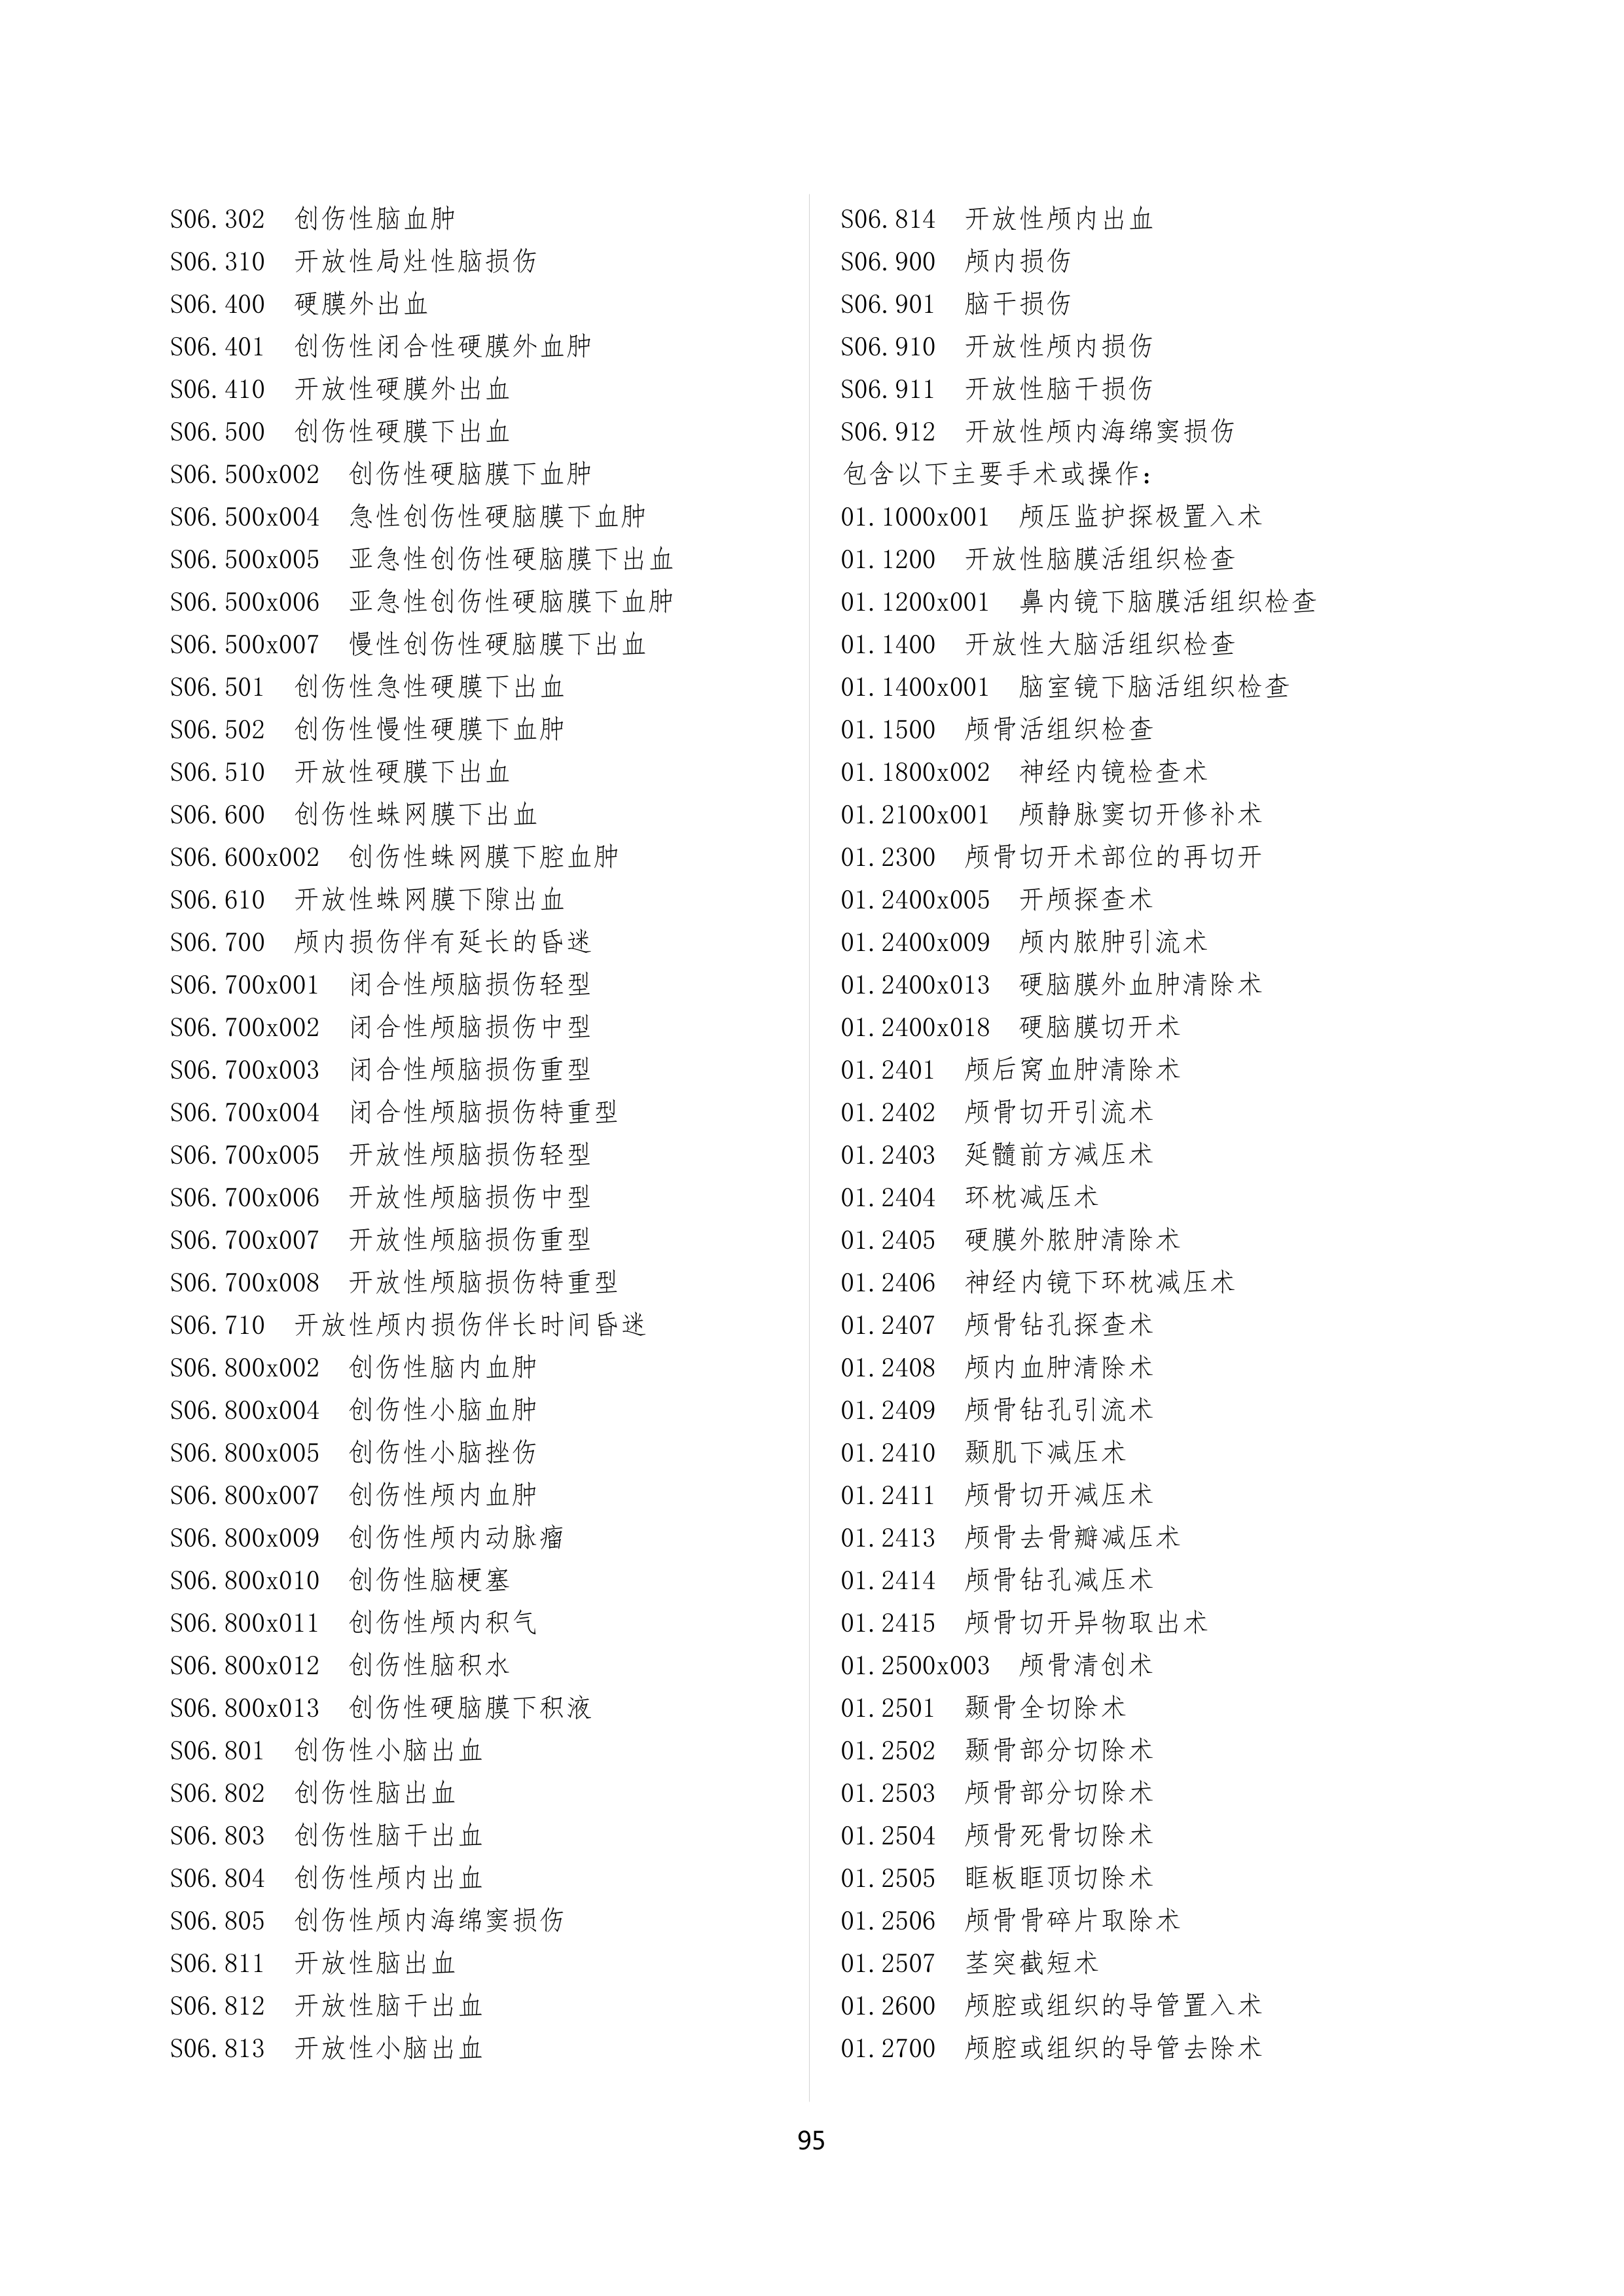 S06.302 创伤性脑血肿
S06.310 开放性局灶性脑损伤
S06.400 硬膜外出血
S06.401 创伤性闭合性硬膜外血肿
S06.410 开放性硬膜外出血
S06.500 创伤性硬膜下出血
S06.500x002 创伤性硬脑膜下血肿
S06.500x004 急性创伤性硬脑膜下血肿
S06.500x005 亚急性创伤性硬脑膜下出血
S06.500x006 亚急性创伤性硬脑膜下血肿
S06.500x007 慢性创伤性硬脑膜下出血
S06.501 创伤性急性硬膜下出血
S06.502 创伤性慢性硬膜下血肿
S06.510 开放性硬膜下出血
S06.600 创伤性蛛网膜下出血
S06.600x002 创伤性蛛网膜下腔血肿
S06.610 开放性蛛网膜下隙出血
S06.700 颅内损伤伴有延长的昏迷
S06.700x001 闭合性颅脑损伤轻型
S06.700x002 闭合性颅脑损伤中型
S06.700x003 闭合性颅脑损伤重型
S06.700x004 闭合性颅脑损伤特重型
S06.700x005 开放性颅脑损伤轻型
S06.700x006 开放性颅脑损伤中型
S06.700x007 开放性颅脑损伤重型
S06.700x008 开放性颅脑损伤特重型
S06.710 开放性颅内损伤伴长时间昏迷
S06.800x002 创伤性脑内血肿
S06.800x004 创伤性小脑血肿
S06.800x005 创伤性小脑挫伤
S06.800x007 创伤性颅内血肿
S06.800x009 创伤性颅内动脉瘤
S06.800x010 创伤性脑梗塞
S06.800x011 创伤性颅内积气
S06.800x012 创伤性脑积水
S06.800x013 创伤性硬脑膜下积液
S06.801 创伤性小脑出血
S06.802 创伤性脑出血
S06.803 创伤性脑干出血
S06.804 创伤性颅内出血
S06.805 创伤性颅内海绵窦损伤
S06.811 开放性脑出血
S06.812 开放性脑干出血
S06.813 开放性小脑出血
S06.814 开放性颅内出血
S06.900 颅内损伤
S06.901 脑干损伤
S06.910 开放性颅内损伤
S06.911 开放性脑干损伤
S06.912 开放性颅内海绵窦损伤
包含以下主要手术或操作：
01.1000x001 颅压监护探极置入术
01.1200 开放性脑膜活组织检查
01.1200x001 鼻内镜下脑膜活组织检查
01.1400 开放性大脑活组织检查
01.1400x001 脑室镜下脑活组织检查
01.1500 颅骨活组织检查
01.1800x002 神经内镜检查术
01.2100x001 颅静脉窦切开修补术
01.2300 颅骨切开术部位的再切开
01.2400x005 开颅探查术
01.2400x009 颅内脓肿引流术
01.2400x013 硬脑膜外血肿清除术
01.2400x018 硬脑膜切开术
01.2401 颅后窝血肿清除术
01.2402 颅骨切开引流术
01.2403 延髓前方减压术
01.2404 环枕减压术
01.2405 硬膜外脓肿清除术
01.2406 神经内镜下环枕减压术
01.2407 颅骨钻孔探查术
01.2408 颅内血肿清除术
01.2409 颅骨钻孔引流术
01.2410 颞肌下减压术
01.2411 颅骨切开减压术
01.2413 颅骨去骨瓣减压术
01.2414 颅骨钻孔减压术
01.2415 颅骨切开异物取出术
01.2500x003 颅骨清创术
01.2501 颞骨全切除术
01.2502 颞骨部分切除术
01.2503 颅骨部分切除术
01.2504 颅骨死骨切除术
01.2505 眶板眶顶切除术
01.2506 颅骨骨碎片取除术
01.2507 茎突截短术
01.2600 颅腔或组织的导管置入术
01.2700 颅腔或组织的导管去除术
95